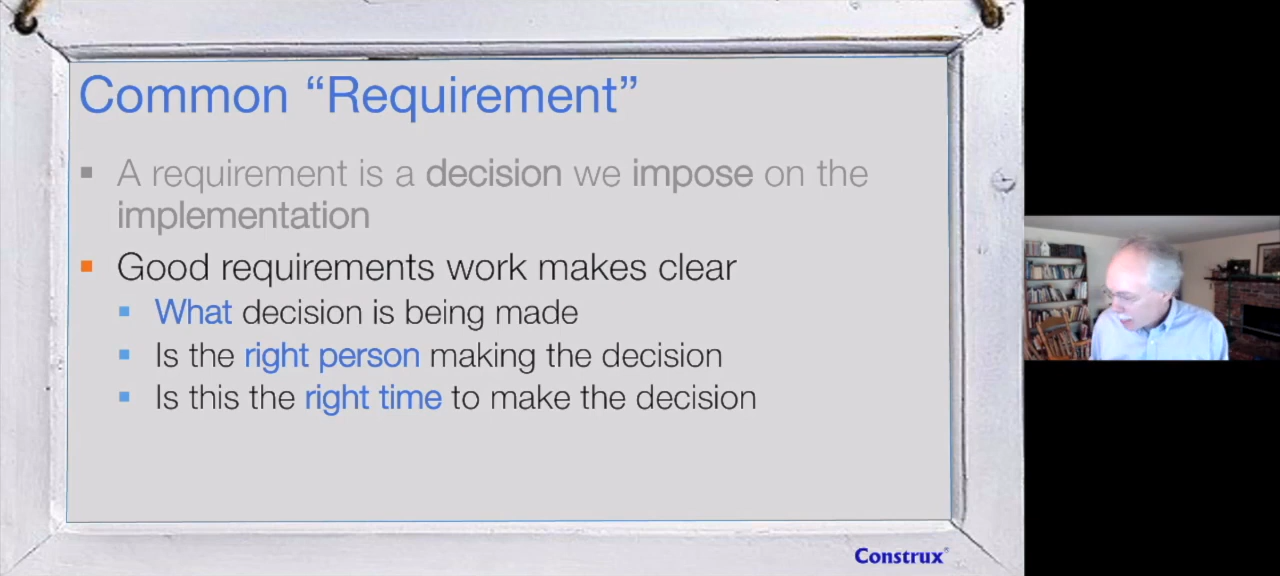 Common “Requirement”
▪ A requirement is a decision we impose on the
implementation
▪ Good requirements work makes clear
▪ What decision is being made
▪ Is the right person making the decision
▪ Is this the right time to make the decision
Construx®